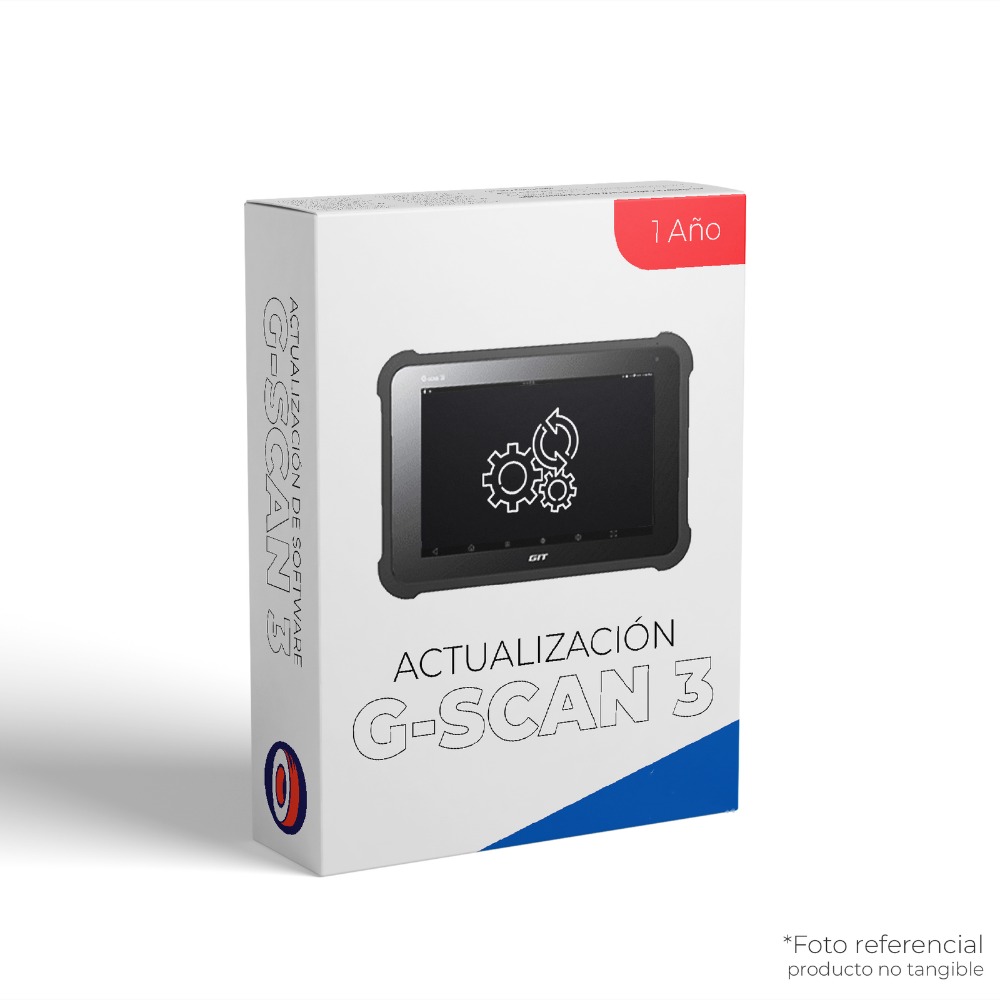 1 Año
G scan 3
GIT
ACTUALIZACIÓN
G-SCAN 3
ACTUALIZACIÓN DE SOFTWARE
G-SCAN 3
*Foto referencial
producto no tangible